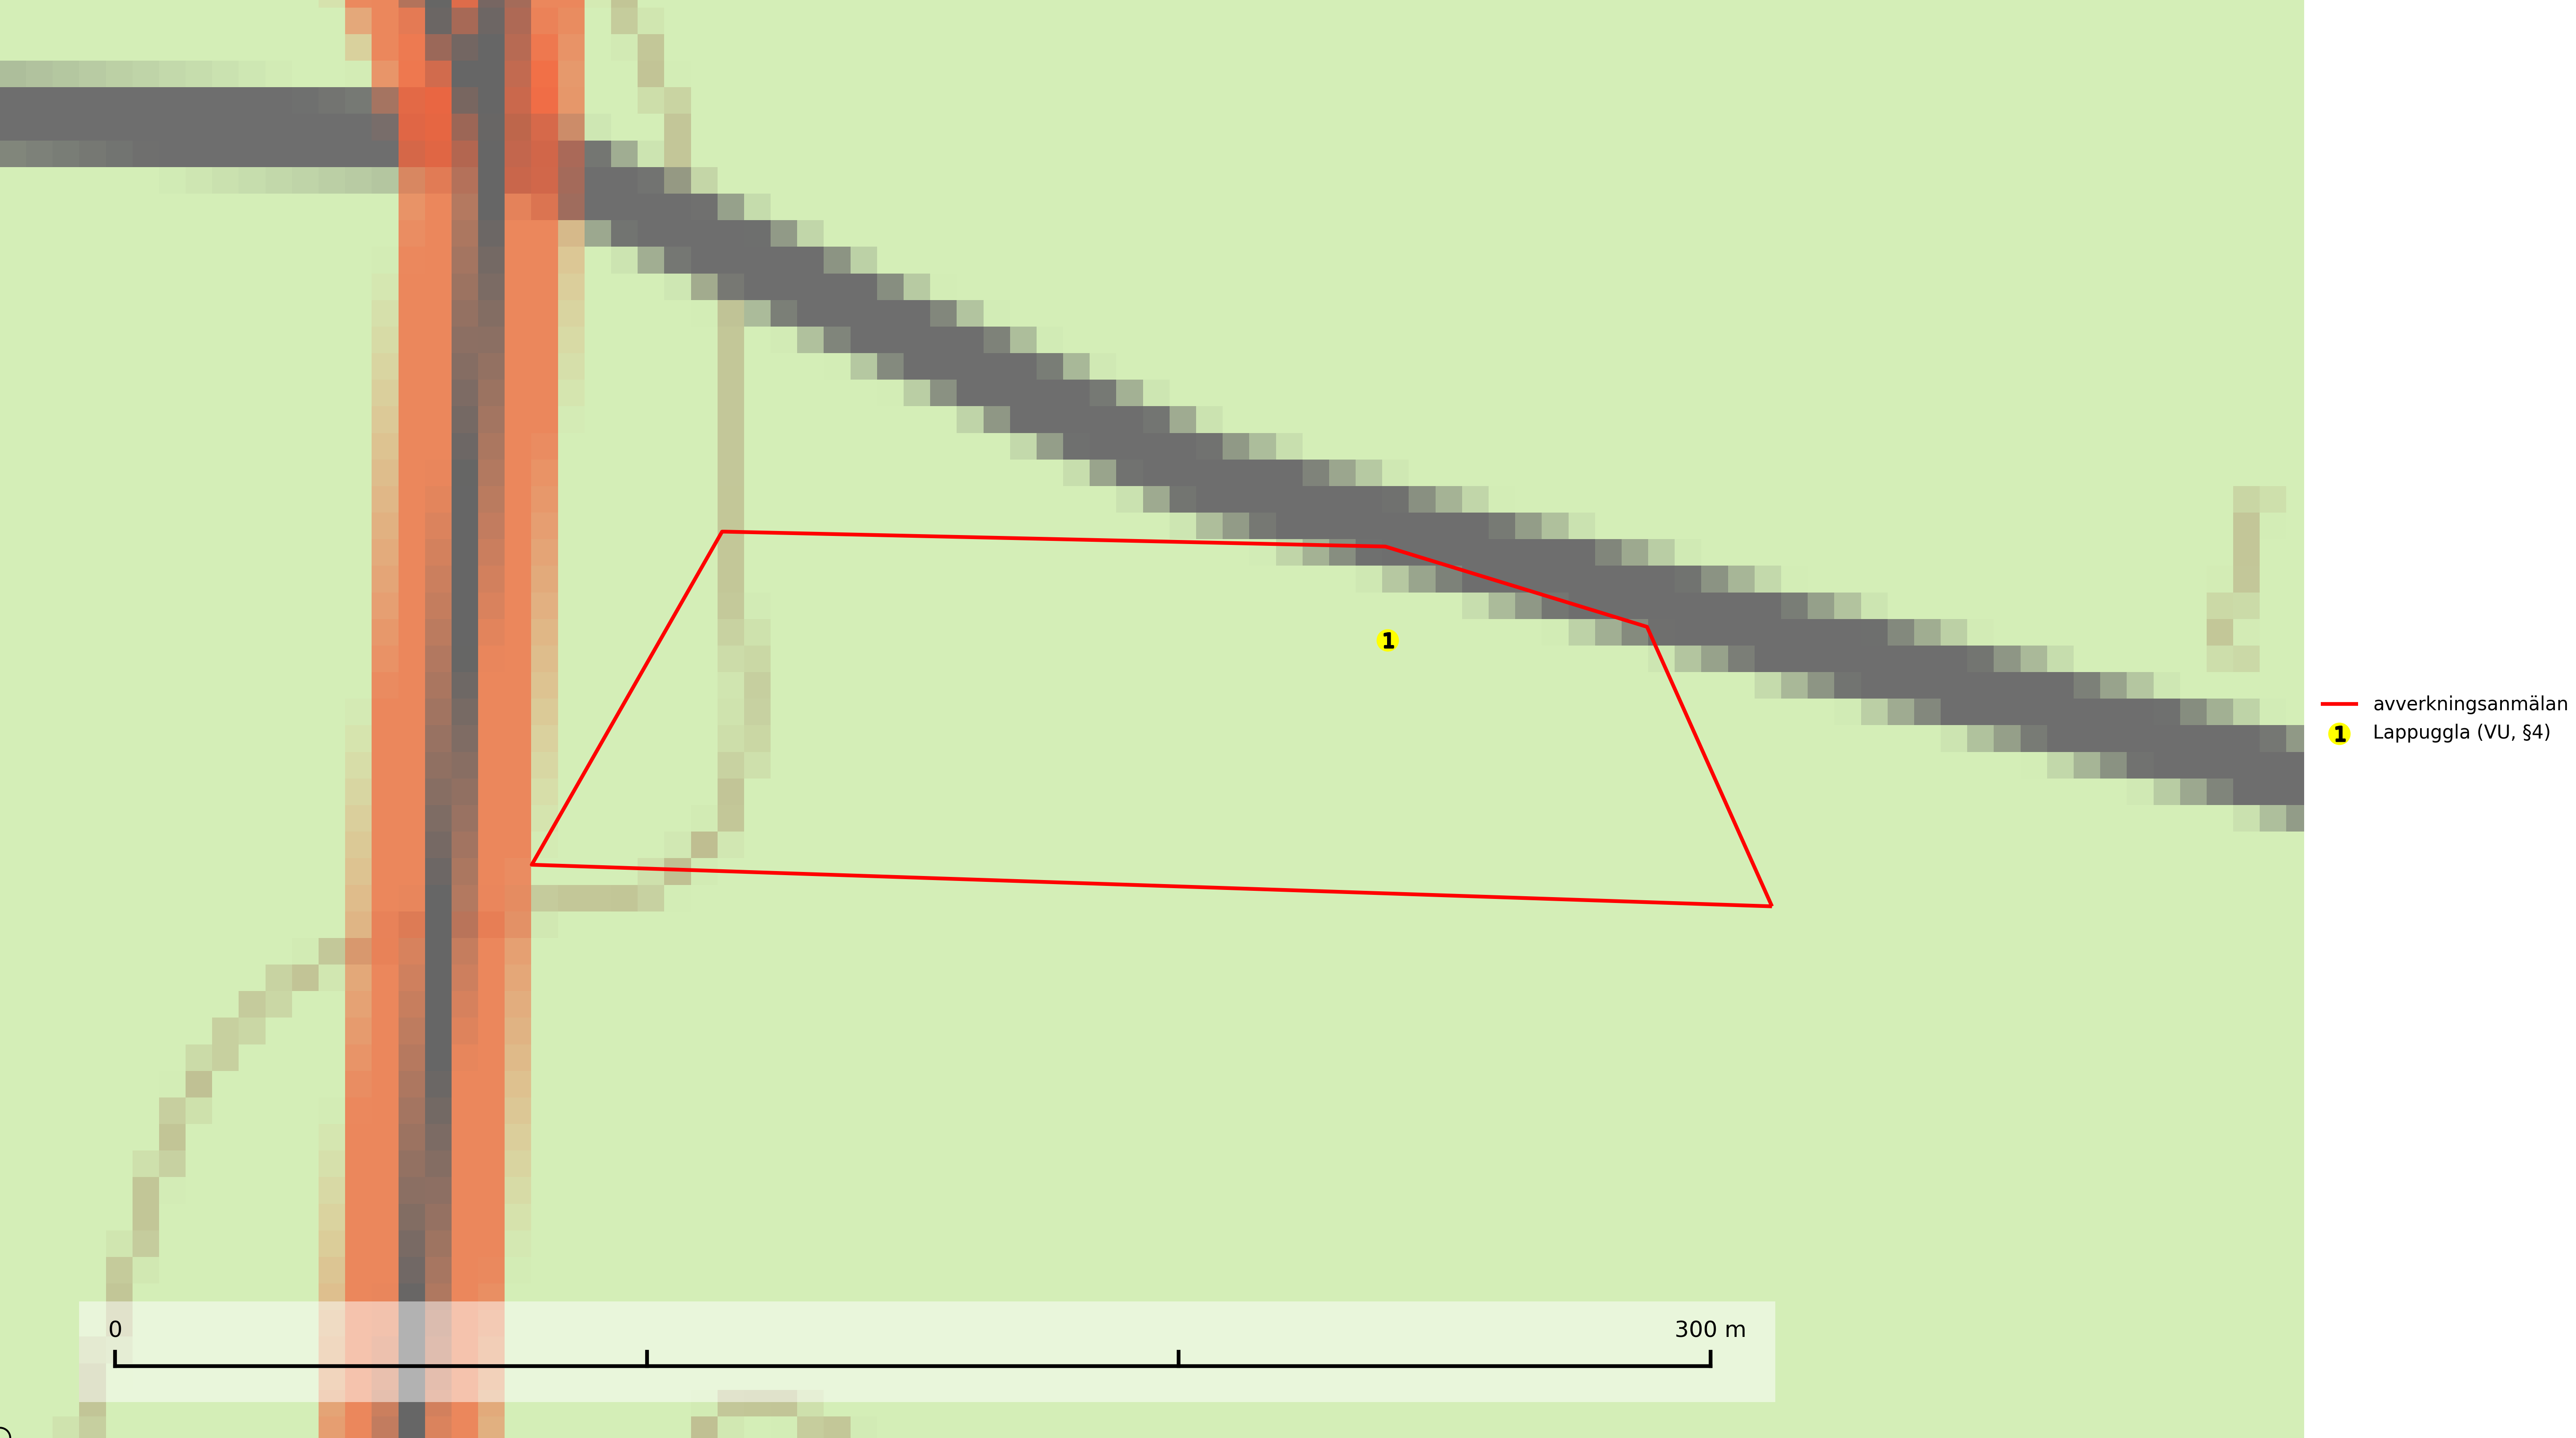 1
avverkningsanmälan
1 Lappuggla (VU, §4)
0 300 m